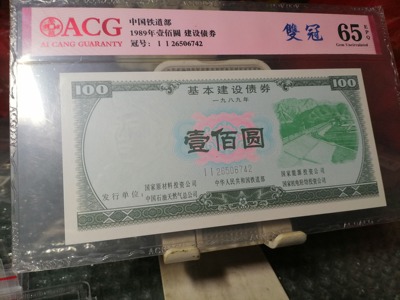 ACG
AI CANG GUARANTY
中国铁道部
1989年壹佰圆 建设债券
冠号: I I 26506742
雙冠
65 EPQ
Gem Uncirculated
100
基本建设债券
一九八九年
100
壹佰圆
I I 26506742
发行单位:
国家原材料投资公司
中国石油天然气总公司
中华人民共和国铁道部
国家能源投资公司
国家机电轻纺投资公司